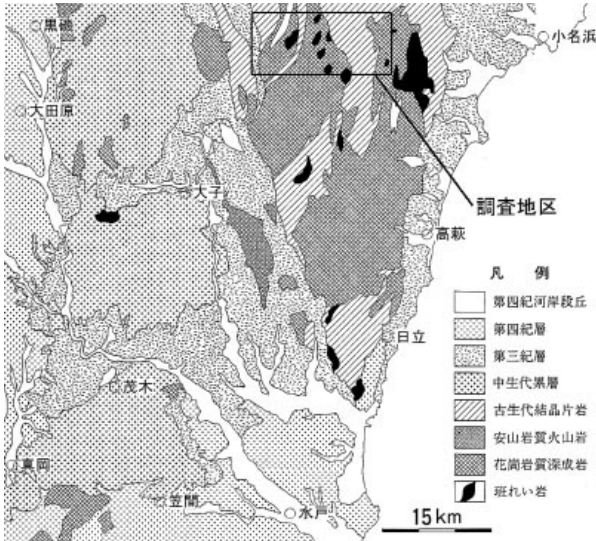 黒磯
小名浜
大田原
大子
調査地区
高萩
凡 例
第四紀河岸段丘
第四紀層
第三紀層
中生代累層
古生代結晶片岩
安山岩質火山岩
花崗岩質深成岩
斑れい岩
日立
茂木
真岡
笠間
水戸
15km